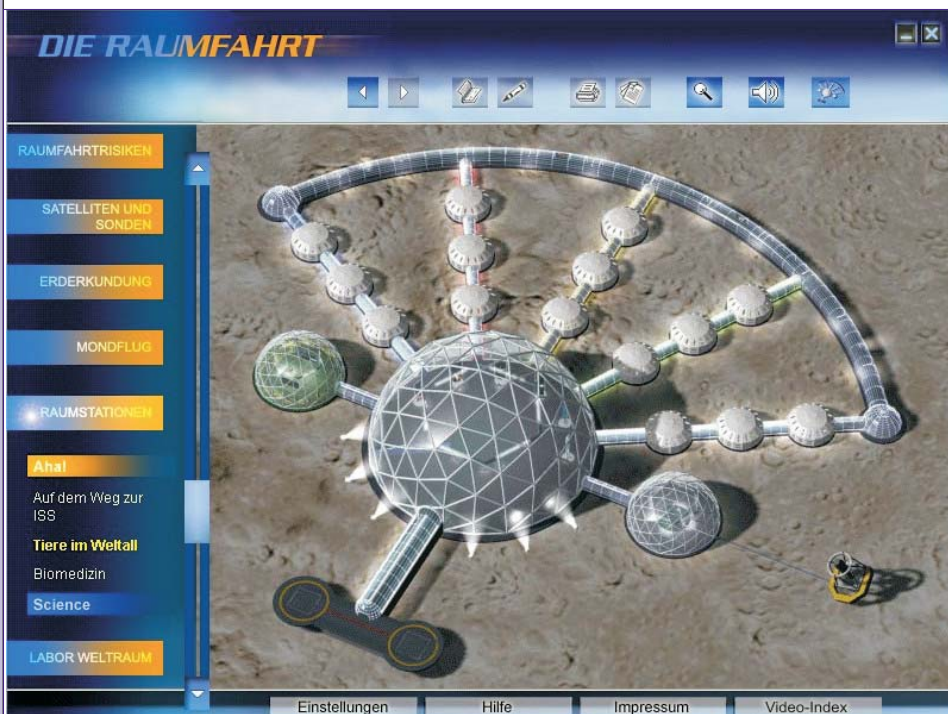 DIE RAUMFAHRT
RAUMFAHRTRISIKEN
SATELLITEN UND
SONDEN
ERDERKUNDUNG
MONDFLUG
RAUMSTATIONEN
Aha!
Auf dem Weg zur
ISS
Tiere im Weltall
Biomedizin
Science
LABOR WELTRAUM
Einstellungen
Hilfe
Impressum
Video-Index